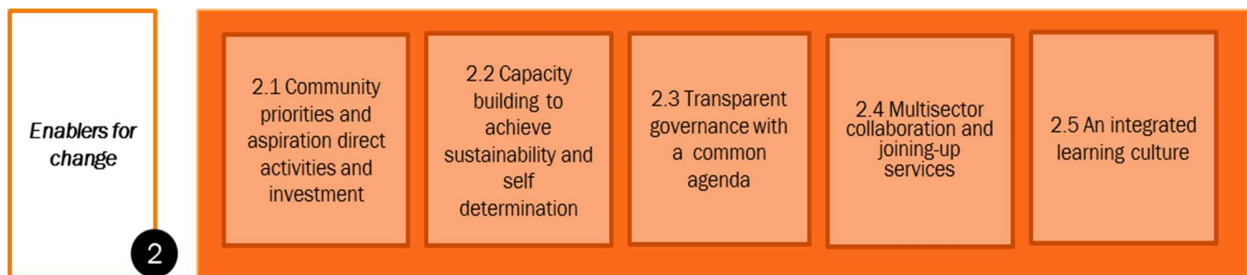 Enablers for
change
2
2.1 Community
priorities and
aspiration direct
activities and
investment
2.2 Capacity
building to
achieve
sustainability and
self
determination
2.3 Transparent
governance with
a common
agenda
2.4 Multisector
collaboration and
joining-up
services
2.5 An integrated
learning culture